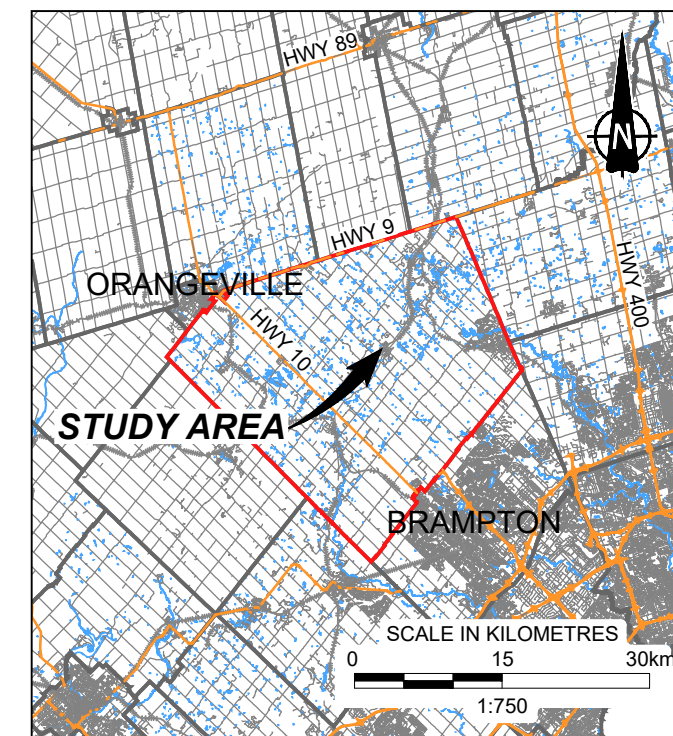 HWY 89
N
HWY 9
HWY 400
ORANGEVILLE
HWY 10
STUDY AREA
BRAMPTON
SCALE IN KILOMETRES
0 15 30km
1:750